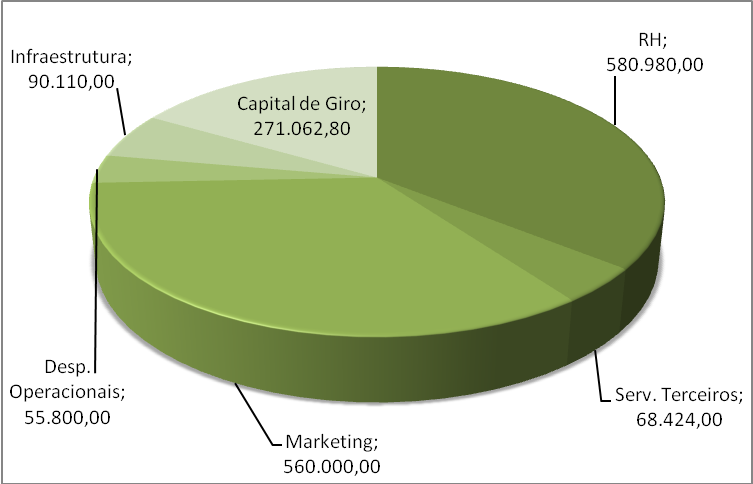 RH;
580.980,00
Serv. Terceiros;
68.424,00
Marketing;
560.000,00
Desp.
Operacionais;
55.800,00
Infraestrutura;
90.110,00
Capital de Giro;
271.062,80